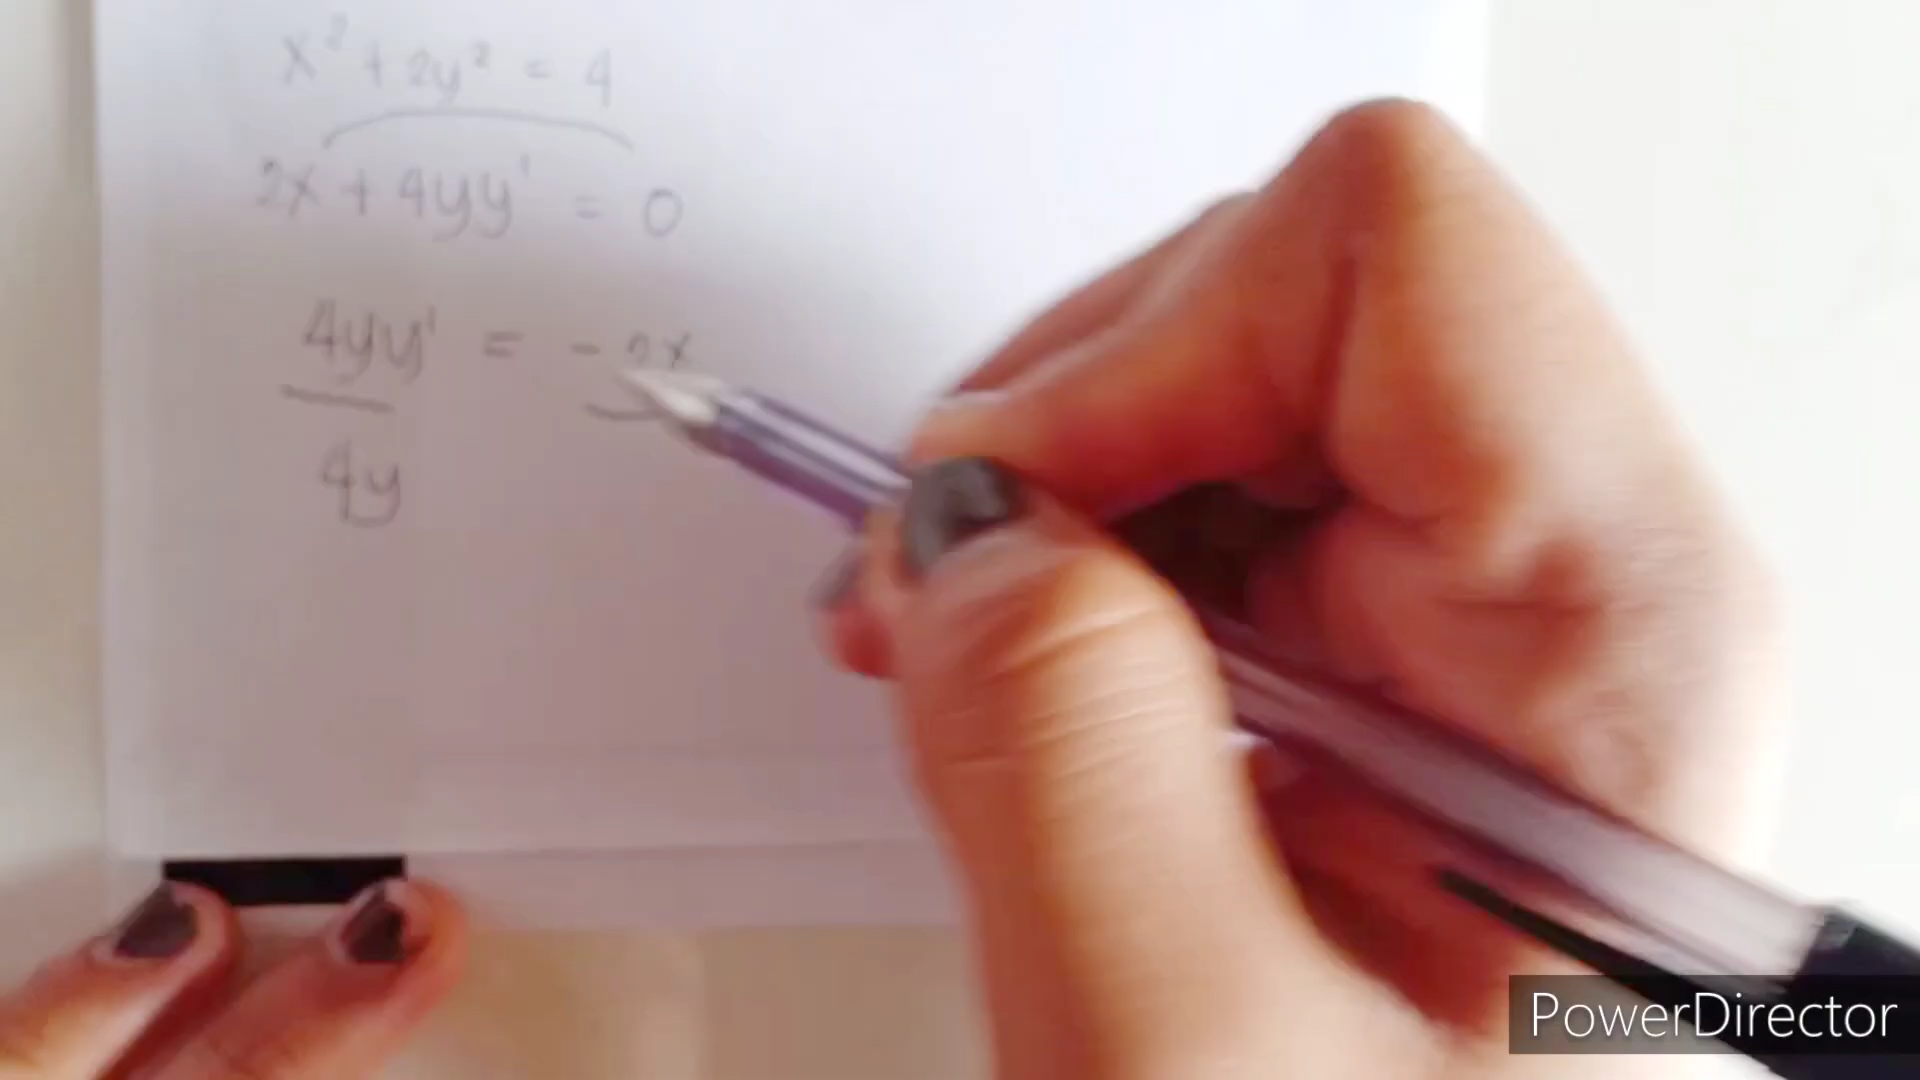 x² + 2y² = 4
2x + 4yy' = 0
4yy' = - 2x
4y
PowerDirector